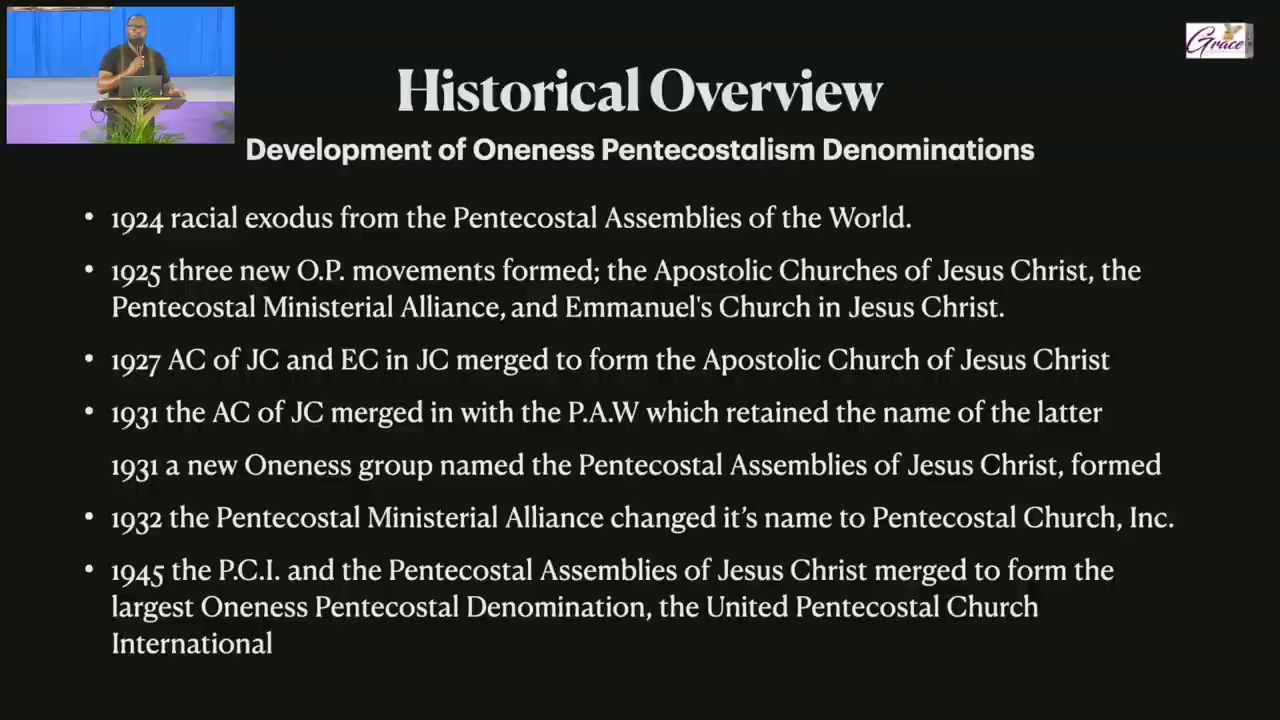 Grace
Historical Overview
Development of Oneness Pentecostalism Denominations
• 1924 racial exodus from the Pentecostal Assemblies of the World.
• 1925 three new O.P. movements formed; the Apostolic Churches of Jesus Christ, the
Pentecostal Ministerial Alliance, and Emmanuel's Church in Jesus Christ.
• 1927 AC of JC and EC in JC merged to form the Apostolic Church of Jesus Christ
• 1931 the AC of JC merged in with the P.A.W which retained the name of the latter
1931 a new Oneness group named the Pentecostal Assemblies of Jesus Christ, formed
• 1932 the Pentecostal Ministerial Alliance changed it’s name to Pentecostal Church, Inc.
• 1945 the P.C.I. and the Pentecostal Assemblies of Jesus Christ merged to form the
largest Oneness Pentecostal Denomination, the United Pentecostal Church
International